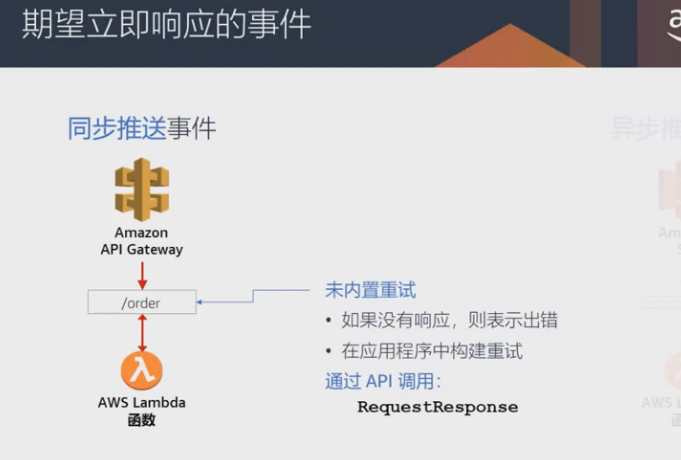 期望立即响应的事件
同步推送事件
异步推
Amazon
API Gateway
/order
AWS Lambda
函数
未内置重试
• 如果没有响应，则表示出错
• 在应用程序中构建重试
通过 API 调用：
RequestResponse